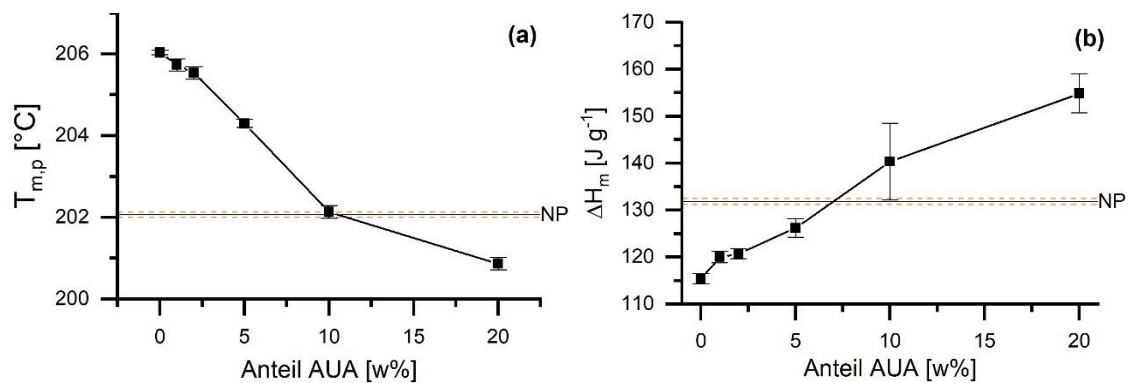 (a)
206
204
202
200
T_{m,p} [°C]
NP
0 5 10 15 20
Anteil AUA [w%]
(b)
170
160
150
140
130
120
110
ΔH_m [J g^{-1}]
NP
0 5 10 15 20
Anteil AUA [w%]